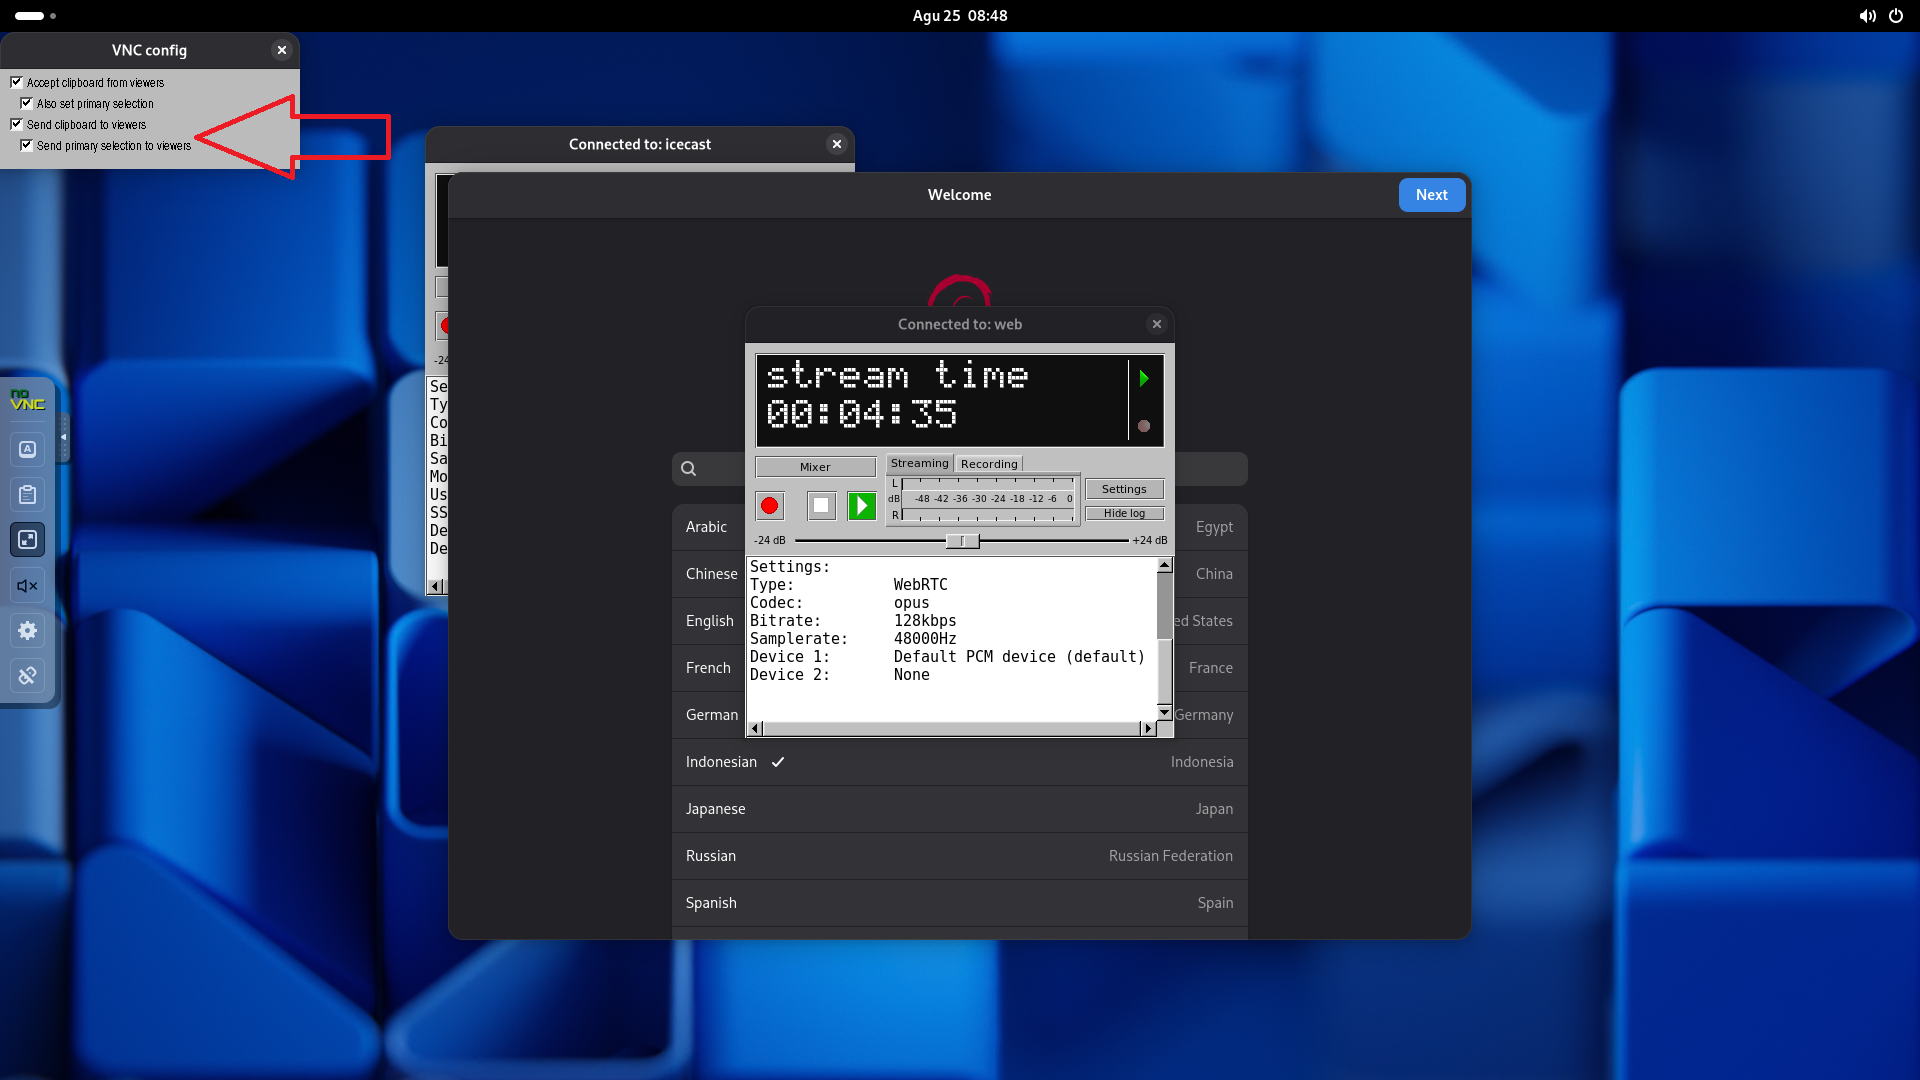 Agu 25 08:48
VNC config
Accept clipboard from viewers
Also set primary selection
Send clipboard to viewers
Send primary selection to viewers
Connected to: icecast
-24
Se
Ty
Co
Bi
Sa
Mo
Us
SS
De
De
Welcome
Next
Connected to: web
stream time
00:04:35
Mixer
Streaming Recording
L
dB -48 -42 -36 -30 -24 -18 -12 -6 0
R
Settings
Hide log
-24 dB +24 dB
Settings:
Type: WebRTC
Codec: opus
Bitrate: 128kbps
Samplerate: 48000Hz
Device 1: Default PCM device (default)
Device 2: None
Arabic Egypt
Chinese China
English ed States
French France
German Germany
Indonesian Indonesia
Japanese Japan
Russian Russian Federation
Spanish Spain
no
VNC
A